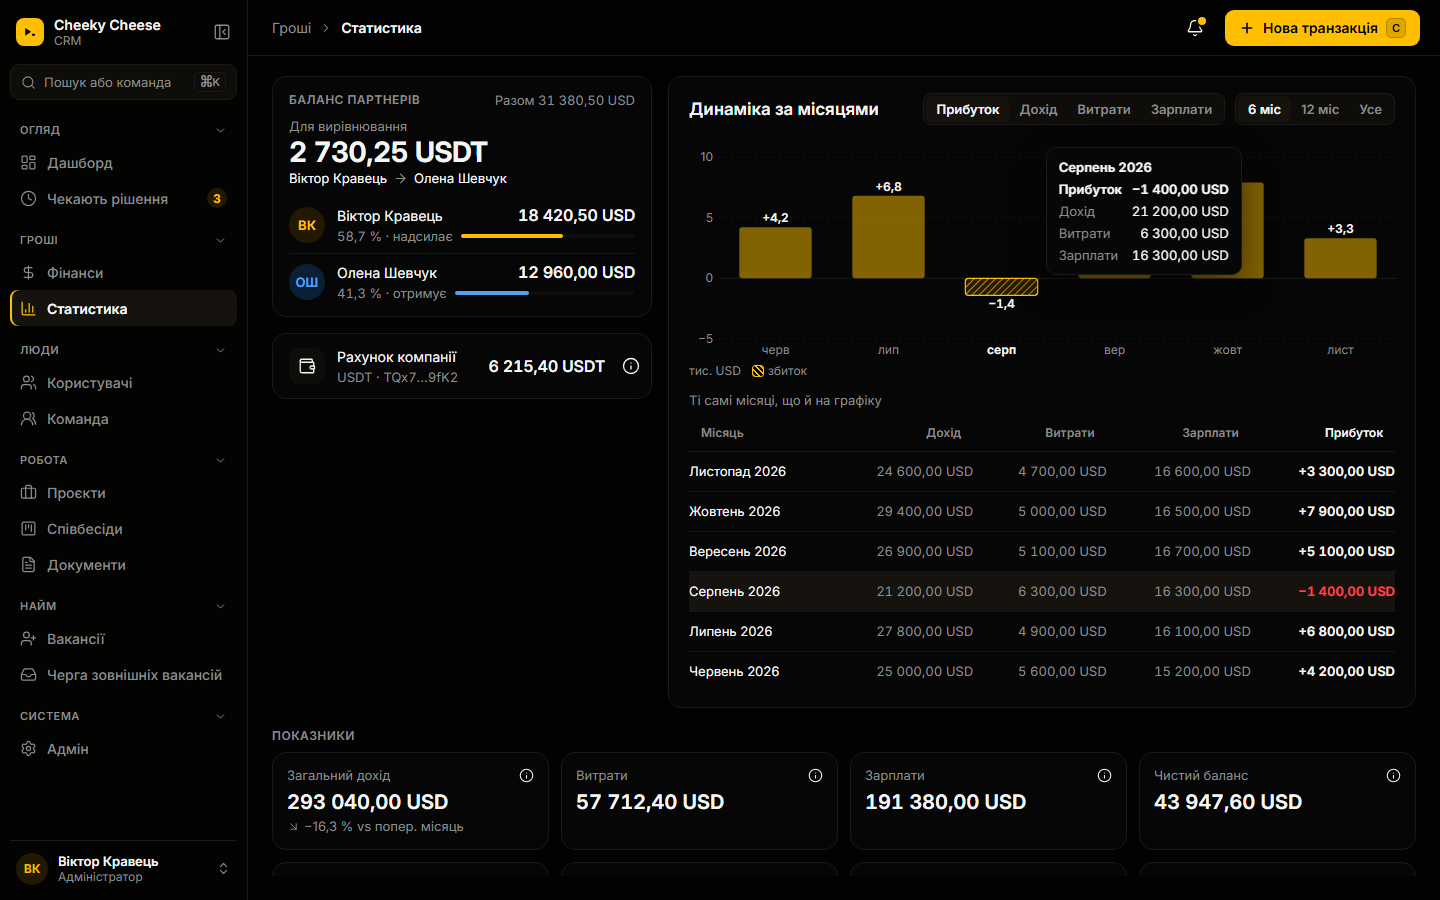 Cheeky Cheese
CRM
Пошук або команда ⌘K
ОГЛЯД
Дашборд
Чекають рішення 3
ГРОШІ
Фінанси
Статистика
ЛЮДИ
Користувачі
Команда
РОБОТА
Проєкти
Співбесіди
Документи
НАЙМ
Вакансії
Черга зовнішніх вакансій
СИСТЕМА
Адмін
ВК Віктор Кравець
Адміністратор
Гроші > Статистика
+ Нова транзакція C
БАЛАНС ПАРТНЕРІВ Разом 31 380,50 USD
Для вирівнювання
2 730,25 USDT
Віктор Кравець → Олена Шевчук
ВК Віктор Кравець 18 420,50 USD
58,7 % · надсилає
ОШ Олена Шевчук 12 960,00 USD
41,3 % · отримує
Рахунок компанії 6 215,40 USDT
USDT · TQx7…9fK2
Динаміка за місяцями Прибуток Дохід Витрати Зарплати 6 міс 12 міс Усе
10
5
0
−5
+4,2
+6,8
−1,4
+3,3
Серпень 2026
Прибуток −1 400,00 USD
Дохід 21 200,00 USD
Витрати 6 300,00 USD
Зарплати 16 300,00 USD
черв лип серп вер жовт лист
тис. USD збиток
Ті самі місяці, що й на графіку
Місяць Дохід Витрати Зарплати Прибуток
Листопад 2026 24 600,00 USD 4 700,00 USD 16 600,00 USD +3 300,00 USD
Жовтень 2026 29 400,00 USD 5 000,00 USD 16 500,00 USD +7 900,00 USD
Вересень 2026 26 900,00 USD 5 100,00 USD 16 700,00 USD +5 100,00 USD
Серпень 2026 21 200,00 USD 6 300,00 USD 16 300,00 USD −1 400,00 USD
Липень 2026 27 800,00 USD 4 900,00 USD 16 100,00 USD +6 800,00 USD
Червень 2026 25 000,00 USD 5 600,00 USD 15 200,00 USD +4 200,00 USD
ПОКАЗНИКИ
Загальний дохід
293 040,00 USD
−16,3 % vs попер. місяць
Витрати
57 712,40 USD
Зарплати
191 380,00 USD
Чистий баланс
43 947,60 USD